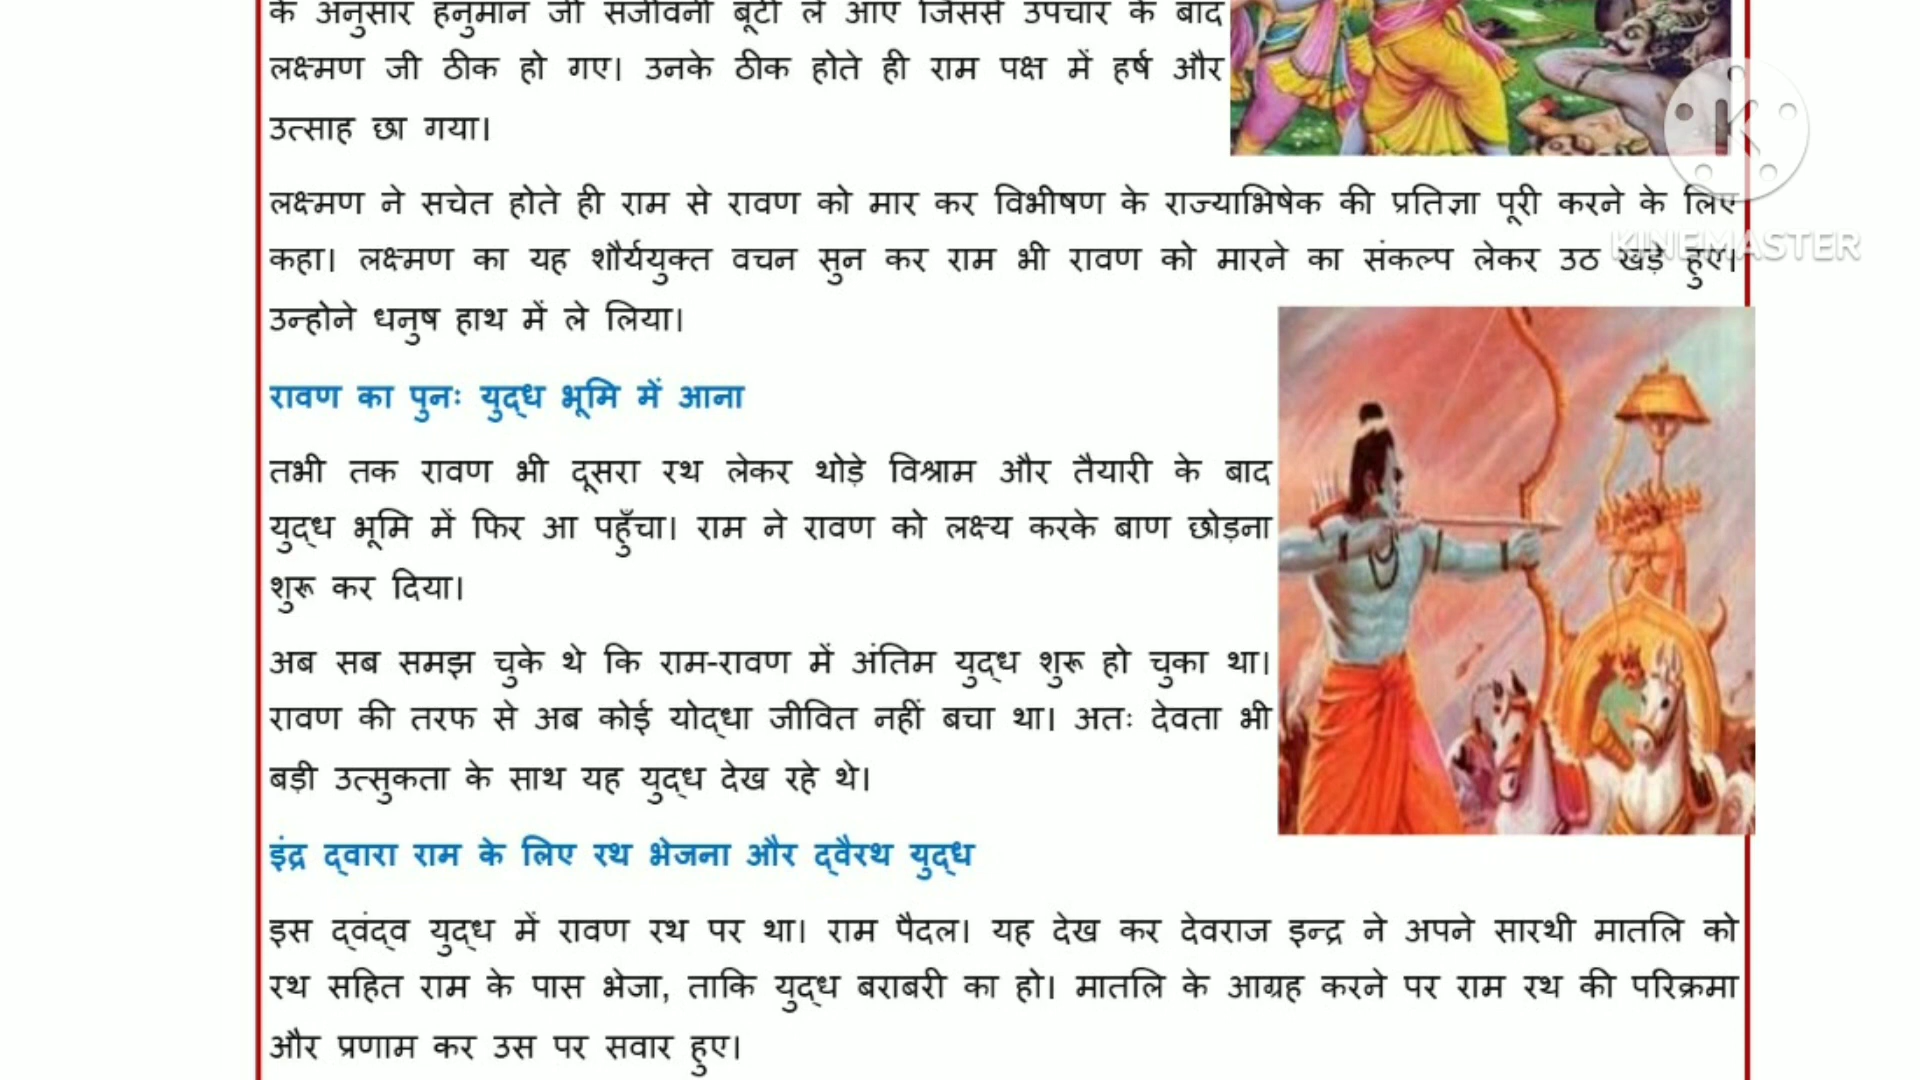 के अनुसार हनुमान जी संजीवनी बूटी ले आए जिससे उपचार के बाद
लक्ष्मण जी ठीक हो गए। उनके ठीक होते ही राम पक्ष में हर्ष और
उत्साह छा गया।
लक्ष्मण ने सचेत होते ही राम से रावण को मार कर विभीषण के राज्याभिषेक की प्रतिज्ञा पूरी करने के लिए
कहा। लक्ष्मण का यह शौर्ययुक्त वचन सुन कर राम भी रावण को मारने का संकल्प लेकर उठ खड़े हुए।
उन्होने धनुष हाथ में ले लिया।
रावण का पुनः युद्ध भूमि में आना
तभी तक रावण भी दूसरा रथ लेकर थोड़े विश्राम और तैयारी के बाद
युद्ध भूमि में फिर आ पहुँचा। राम ने रावण को लक्ष्य करके बाण छोड़ना
शुरू कर दिया।
अब सब समझ चुके थे कि राम-रावण में अंतिम युद्ध शुरू हो चुका था।
रावण की तरफ से अब कोई योद्धा जीवित नहीं बचा था। अतः देवता भी
बड़ी उत्सुकता के साथ यह युद्ध देख रहे थे।
इंद्र द्वारा राम के लिए रथ भेजना और द्वैरथ युद्ध
इस द्वंद्व युद्ध में रावण रथ पर था। राम पैदल। यह देख कर देवराज इन्द्र ने अपने सारथी मातलि को
रथ सहित राम के पास भेजा, ताकि युद्ध बराबरी का हो। मातलि के आग्रह करने पर राम रथ की परिक्रमा
और प्रणाम कर उस पर सवार हुए।
K
KINEMASTER